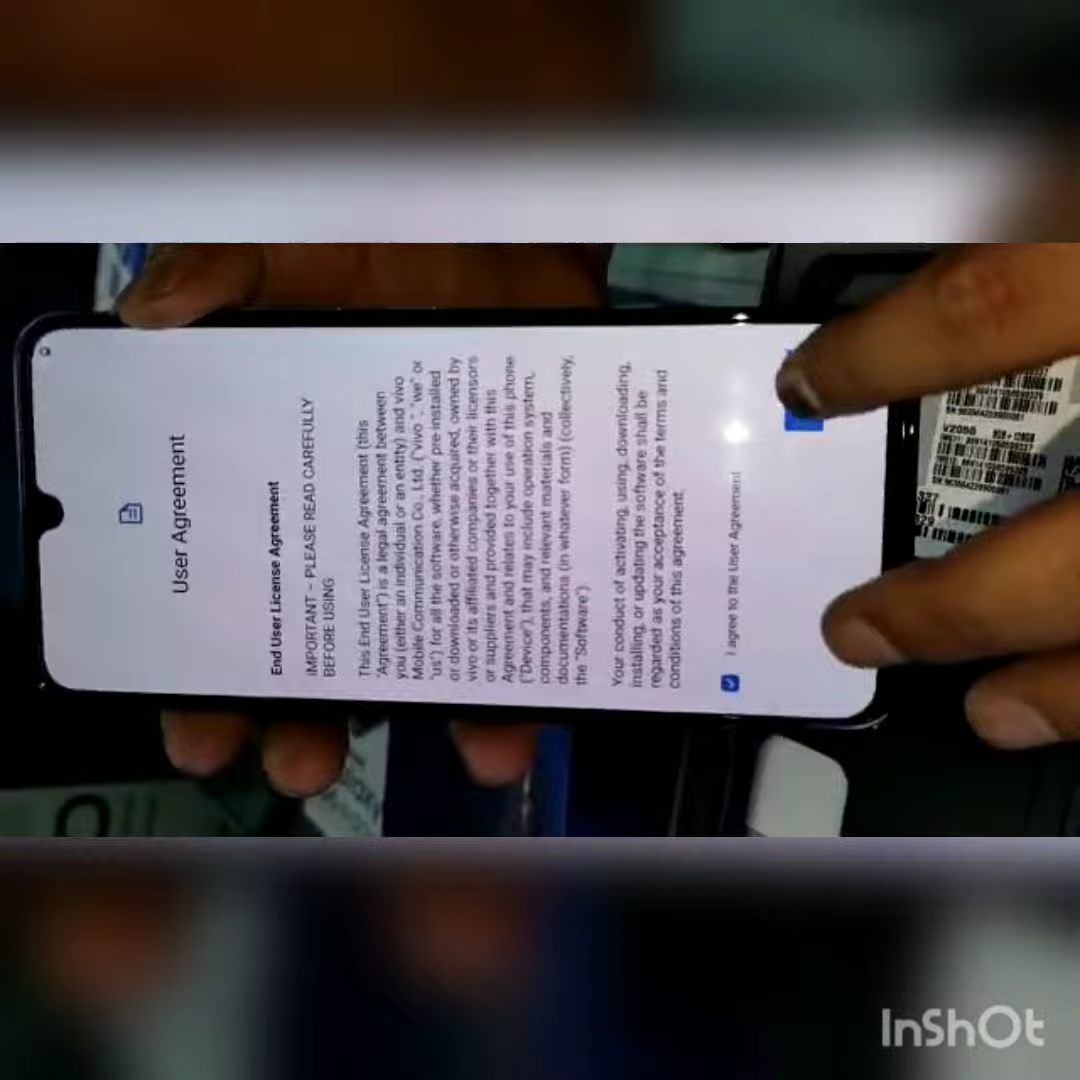 User Agreement
End User License Agreement
IMPORTANT – PLEASE READ CAREFULLY
BEFORE USING
This End User License Agreement (this
"Agreement") is a legal agreement between
you (either an individual or an entity) and vivo
Mobile Communication Co., Ltd. ("vivo ", "we" or
"us") for all the software, whether pre-installed
or downloaded or otherwise acquired, owned by
vivo or its affiliated companies or their licensors
or suppliers and provided together with this
Agreement and relates to your use of this phone
("Device"), that may include operation system,
components, and relevant materials and
documentations (in whatever form) (collectively,
the "Software").
Your conduct of activating, using, downloading,
installing, or updating the software shall be
regarded as your acceptance of the terms and
conditions of this agreement.
I agree to the User Agreement
V2058
8GB + 128GB
InShOt